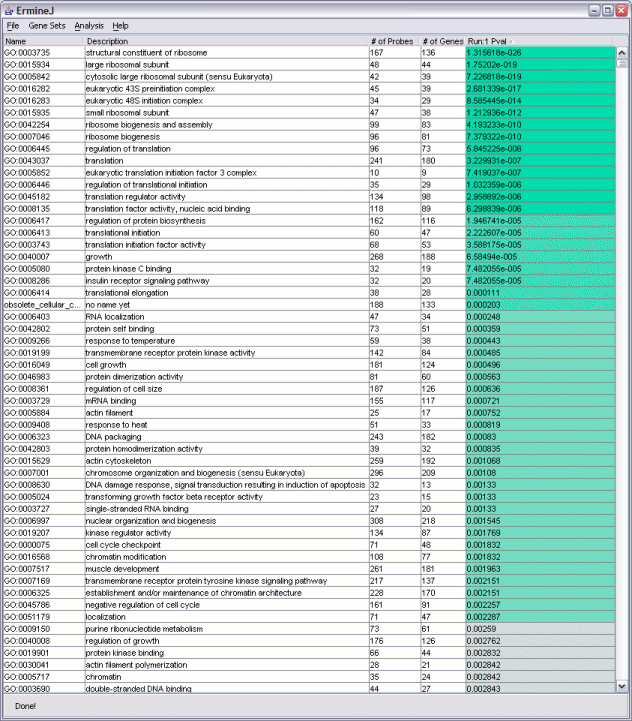 ErmineJ
File Gene Sets Analysis Help
Name Description # of Probes # of Genes Run:1 Pval
GO:0003735 structural constituent of ribosome 167 136 1.315618e-026
GO:0015934 large ribosomal subunit 48 44 1.75202e-019
GO:0005842 cytosolic large ribosomal subunit (sensu Eukaryota) 42 39 7.226818e-019
GO:0016282 eukaryotic 43S preinitiation complex 45 39 2.681339e-017
GO:0016283 eukaryotic 48S initiation complex 34 29 8.585445e-014
GO:0015935 small ribosomal subunit 47 38 1.212936e-012
GO:0042254 ribosome biogenesis and assembly 99 83 4.193233e-010
GO:0007046 ribosome biogenesis 96 81 7.379322e-010
GO:0006445 regulation of translation 96 73 5.845225e-008
GO:0043037 translation 241 180 3.229931e-007
GO:0005852 eukaryotic translation initiation factor 3 complex 10 9 7.419037e-007
GO:0006446 regulation of translational initiation 35 29 1.032359e-006
GO:0045182 translation regulator activity 134 98 2.958892e-006
GO:0008135 translation factor activity, nucleic acid binding 118 89 6.298839e-006
GO:0006417 regulation of protein biosynthesis 162 116 1.946741e-005
GO:0006413 translational initiation 60 47 2.222607e-005
GO:0003743 translation initiation factor activity 68 53 3.588175e-005
GO:0040007 growth 268 188 6.58494e-005
GO:0005080 protein kinase C binding 32 19 7.482055e-005
GO:0008286 insulin receptor signaling pathway 32 20 7.482055e-005
GO:0006414 translational elongation 38 28 0.000111
obsolete_cellular_c... no name yet 188 133 0.000203
GO:0006403 RNA localization 47 34 0.000248
GO:0042802 protein self binding 73 51 0.000359
GO:0009266 response to temperature 59 38 0.000443
GO:0019199 transmembrane receptor protein kinase activity 142 84 0.000485
GO:0016049 cell growth 181 124 0.000496
GO:0046983 protein dimerization activity 81 60 0.000563
GO:0008361 regulation of cell size 187 126 0.000636
GO:0003729 mRNA binding 155 117 0.000721
GO:0005884 actin filament 25 17 0.000752
GO:0009408 response to heat 51 33 0.000819
GO:0006323 DNA packaging 243 182 0.00083
GO:0042803 protein homodimerization activity 39 32 0.000835
GO:0015629 actin cytoskeleton 259 192 0.001068
GO:0007001 chromosome organization and biogenesis (sensu Eukaryota) 296 209 0.00108
GO:0008630 DNA damage response, signal transduction resulting in induction of apoptosis 32 13 0.00133
GO:0005024 transforming growth factor beta receptor activity 23 15 0.00133
GO:0003727 single-stranded RNA binding 27 20 0.00133
GO:0006997 nuclear organization and biogenesis 308 218 0.001545
GO:0019207 kinase regulator activity 134 87 0.001769
GO:0000075 cell cycle checkpoint 71 48 0.001832
GO:0016568 chromatin modification 108 77 0.001832
GO:0007517 muscle development 261 181 0.001963
GO:0007169 transmembrane receptor protein tyrosine kinase signaling pathway 217 137 0.002151
GO:0006325 establishment and/or maintenance of chromatin architecture 228 170 0.002151
GO:0045786 negative regulation of cell cycle 161 91 0.002257
GO:0051179 localization 71 47 0.002287
GO:0009150 purine ribonucleotide metabolism 73 61 0.00259
GO:0040008 regulation of growth 176 126 0.002762
GO:0019901 protein kinase binding 66 44 0.002832
GO:0030041 actin filament polymerization 28 21 0.002842
GO:0005717 chromatin 35 24 0.002842
GO:0003690 double-stranded DNA binding 44 27 0.002843
Done!